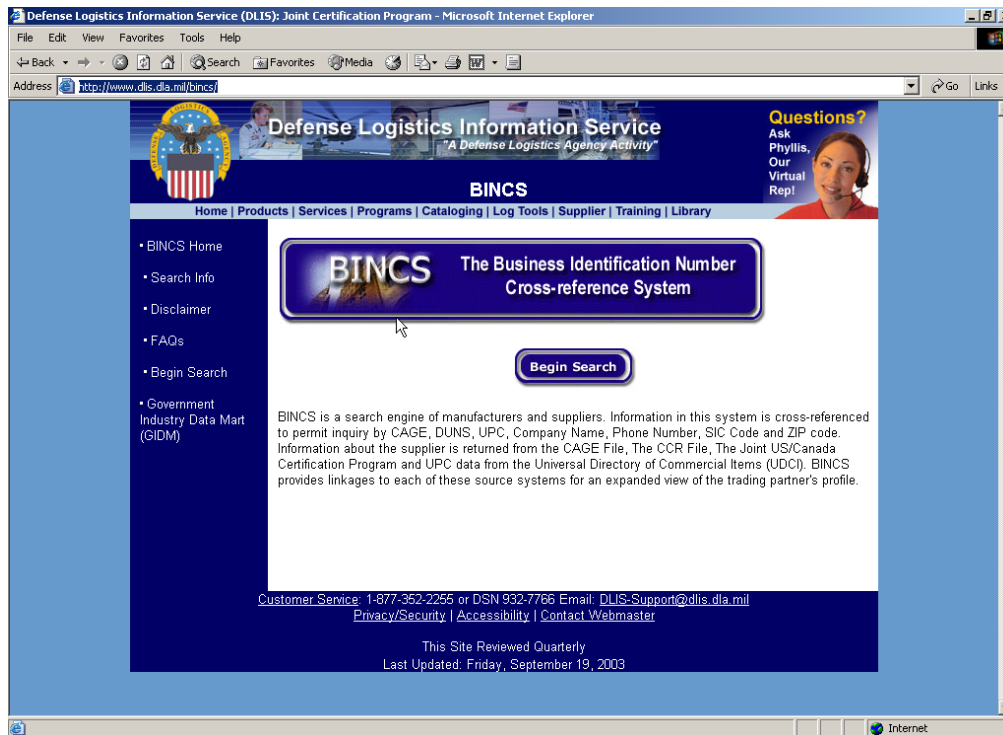 Defense Logistics Information Service (DLIS): Joint Certification Program - Microsoft Internet Explorer
File Edit View Favorites Tools Help
Back Search Favorites Media
Address http://www.dlis.dla.mil/bincs/ Go Links
Defense Logistics Information Service
"A Defense Logistics Agency Activity"
BINCS
Questions?
Ask
Phyllis,
Our
Virtual
Rep!
Home | Products | Services | Programs | Cataloging | Log Tools | Supplier | Training | Library
• BINCS Home
• Search Info
• Disclaimer
• FAQs
• Begin Search
• Government
Industry Data Mart
(GIDM)
BINCS
The Business Identification Number
Cross-reference System
Begin Search
BINCS is a search engine of manufacturers and suppliers. Information in this system is cross-referenced
to permit inquiry by CAGE, DUNS, UPC, Company Name, Phone Number, SIC Code and ZIP code.
Information about the supplier is returned from the CAGE File, The CCR File, The Joint US/Canada
Certification Program and UPC data from the Universal Directory of Commercial Items (UDCI). BINCS
provides linkages to each of these source systems for an expanded view of the trading partner's profile.
Customer Service: 1-877-352-2255 or DSN 932-7766 Email: DLIS-Support@dlis.dla.mil
Privacy/Security | Accessibility | Contact Webmaster
This Site Reviewed Quarterly
Last Updated: Friday, September 19, 2003
Internet